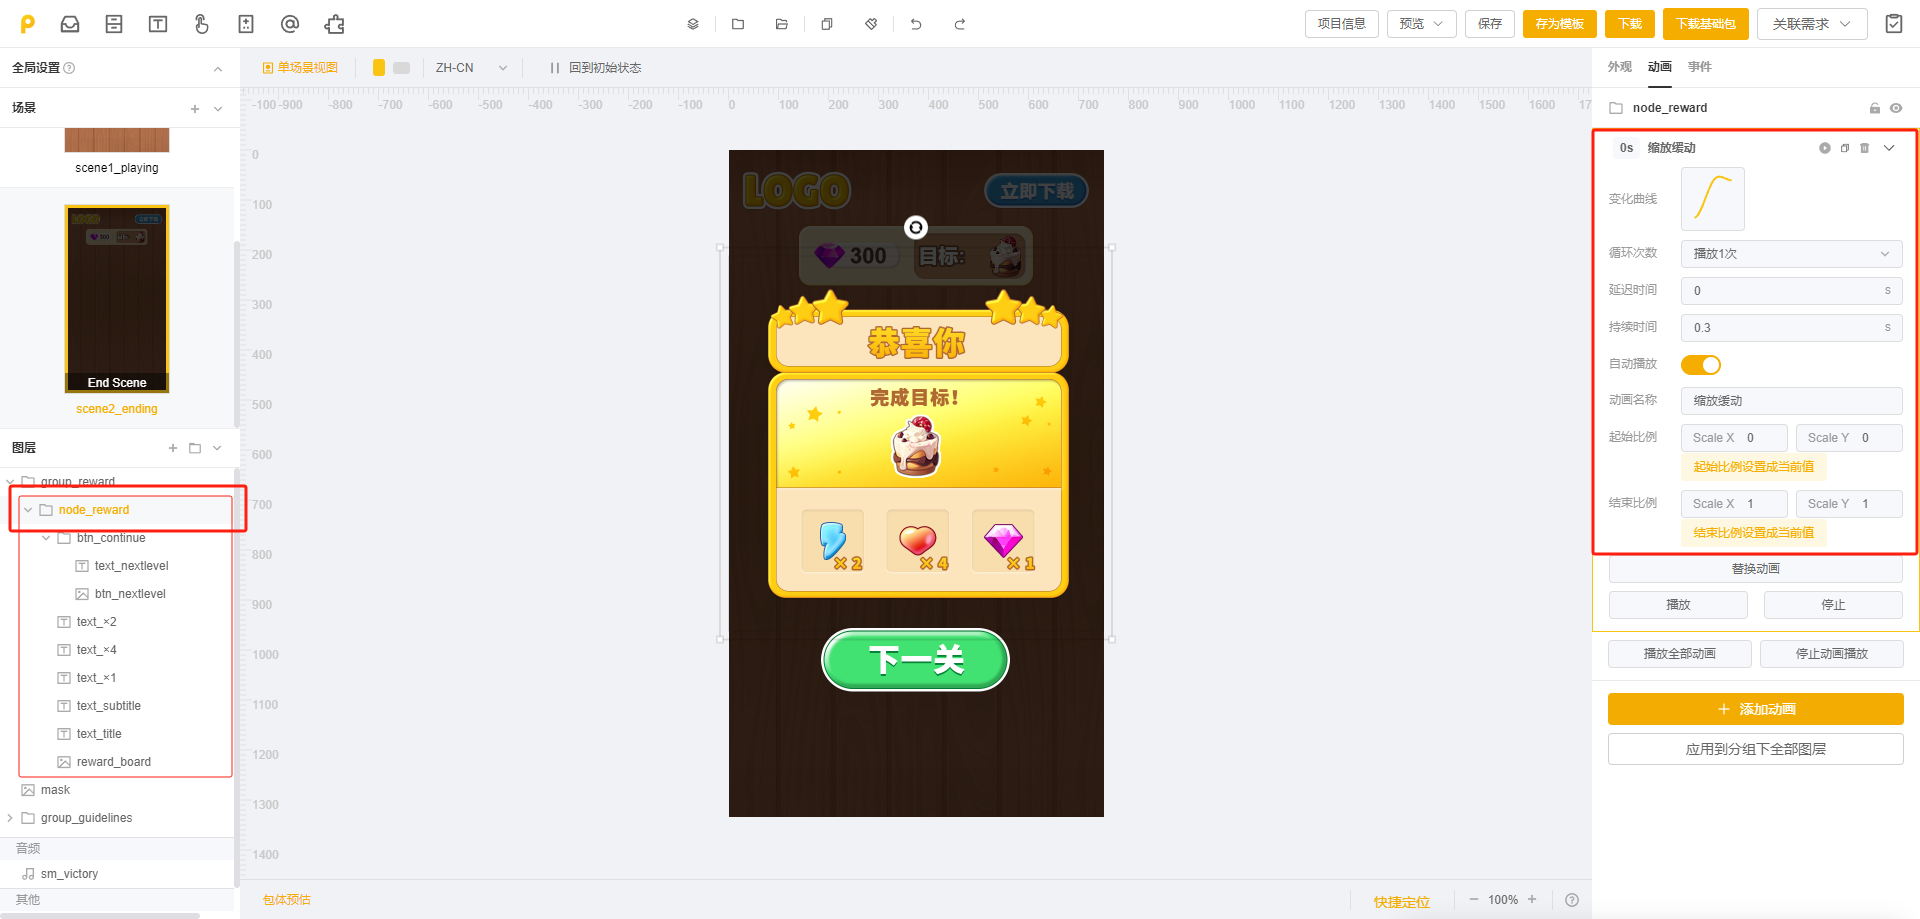 项目信息
预览
保存
存为模板
下载
下载基础包
关联需求
全局设置
单场景视图
ZH-CN
回到初始状态
外观
动画
事件
场景
-100 -900 -800 -700 -600 -500 -400 -300 -200 -100 0 100 200 300 400 500 600 700 800 900 1000 1100 1200 1300 1400 1500 1600 17
node_reward
scene1_playing
End Scene
scene2_ending
图层
group_reward
node_reward
btn_continue
text_nextlevel
btn_nextlevel
text_×2
text_×4
text_×1
text_subtitle
text_title
reward_board
mask
group_guidelines
音频
sm_victory
其他
0
100
200
300
400
500
600
700
800
900
1000
1100
1200
1300
1400
LOGO
立即下载
300
目标:
恭喜你
完成目标!
×2
×4
×1
下一关
0s 缩放缓动
变化曲线
循环次数 播放1次
延迟时间 0 s
持续时间 0.3 s
自动播放
动画名称 缩放缓动
起始比例 Scale X 0 Scale Y 0
起始比例设置成当前值
结束比例 Scale X 1 Scale Y 1
结束比例设置成当前值
替换动画
播放 停止
播放全部动画 停止动画播放
添加动画
应用到分组下全部图层
包体预估
快捷定位
100%